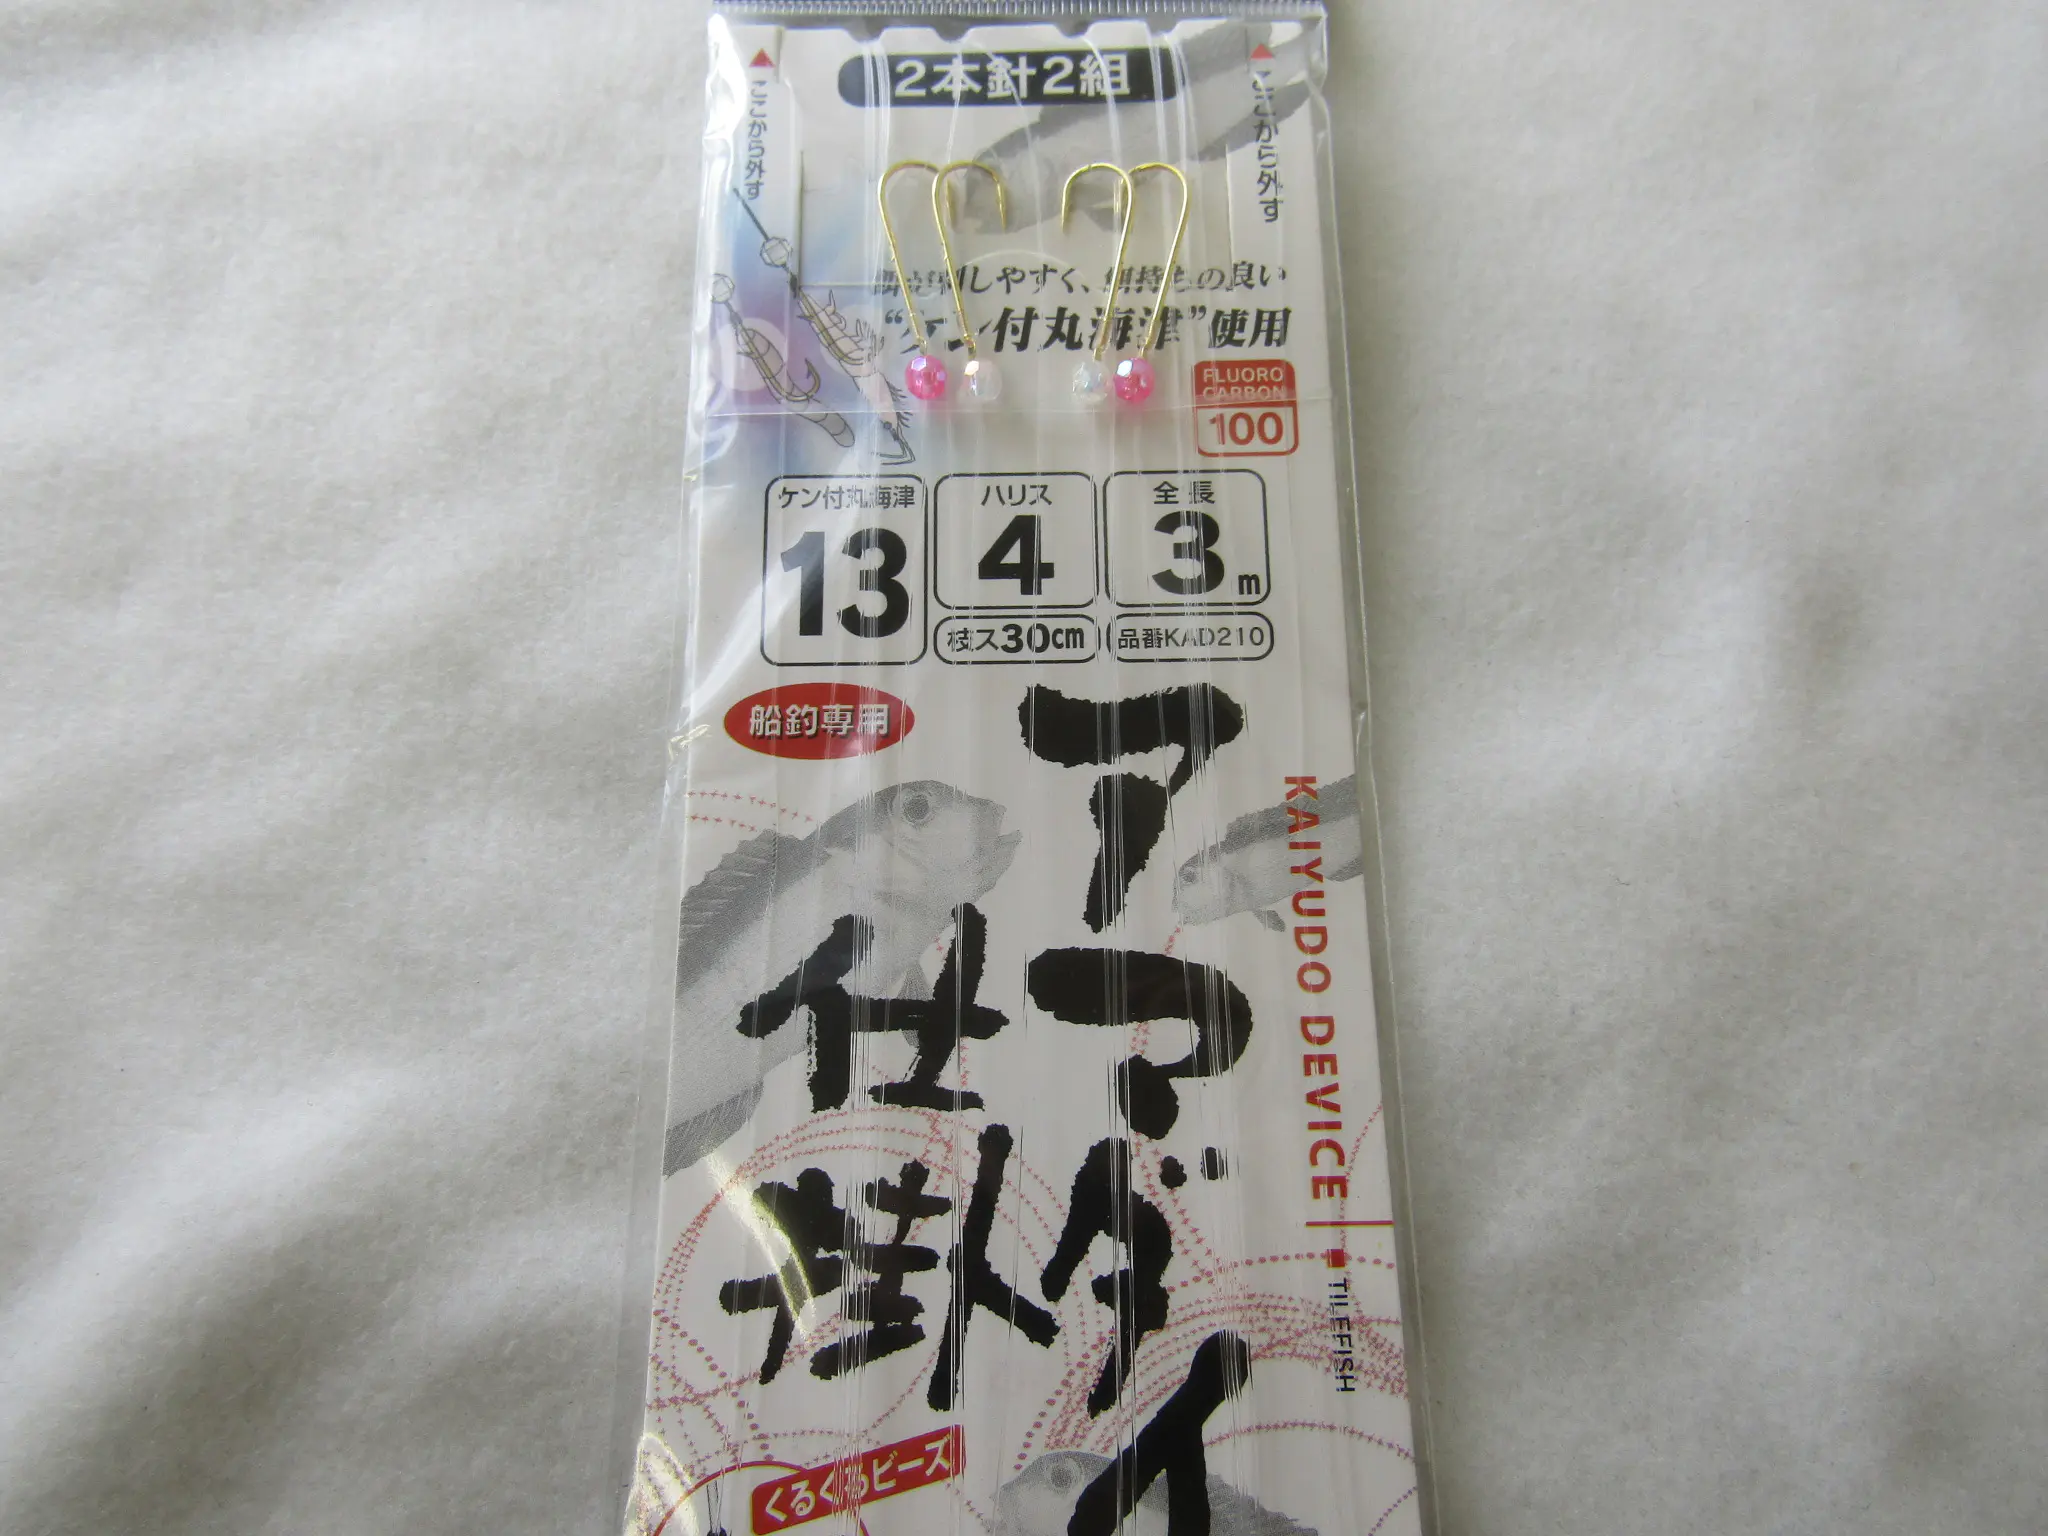 2本針2組
ここから外す
ここから外す
餌が刺しやすく、餌持ちの良い
“ケン付丸海津”使用
FLUORO
CARBON
100
ケン付丸海津
13
ハリス
4
全長
3m
枝ス30cm
品番KAD210
船釣専用
アマダイ
仕掛
KAIYUDO DEVICE
TILEFISH
くるくるビーズ